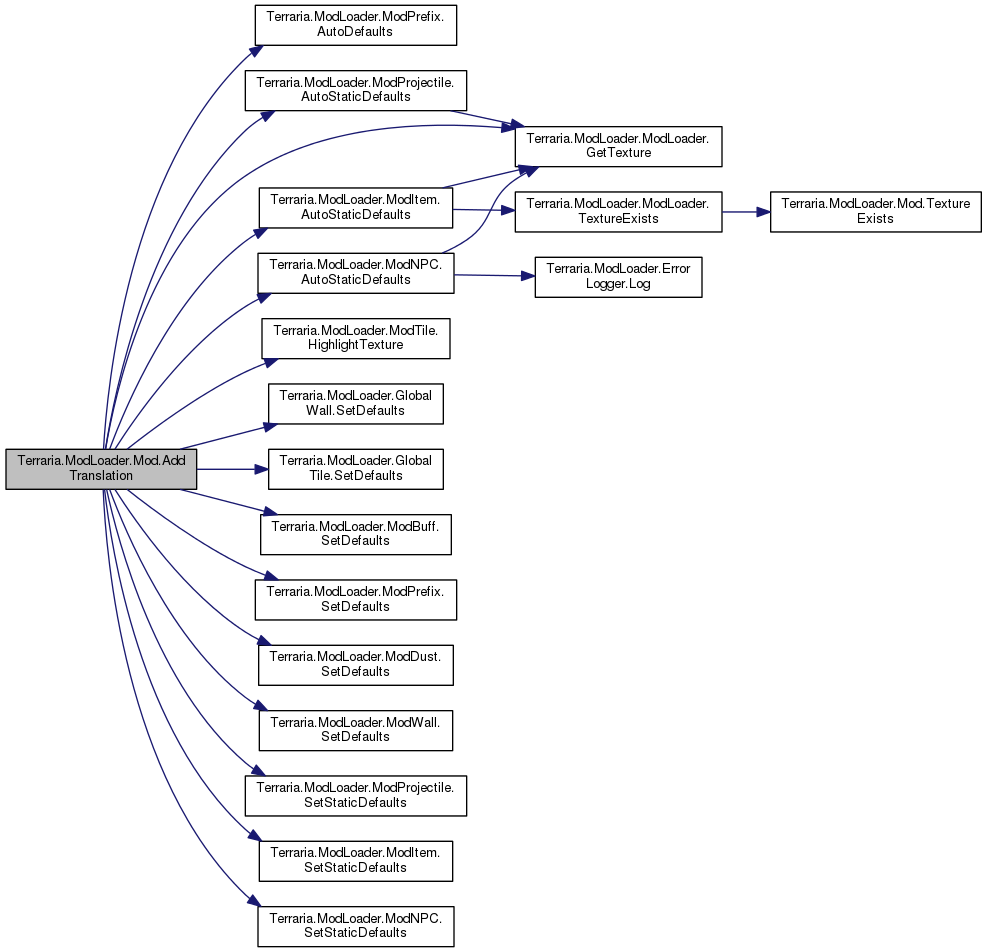 Terraria.ModLoader.ModPrefix.
AutoDefaults
Terraria.ModLoader.ModProjectile.
AutoStaticDefaults
Terraria.ModLoader.ModLoader.
GetTexture
Terraria.ModLoader.ModItem.
AutoStaticDefaults
Terraria.ModLoader.ModLoader.
TextureExists
Terraria.ModLoader.Mod.Texture
Exists
Terraria.ModLoader.ModNPC.
AutoStaticDefaults
Terraria.ModLoader.Error
Logger.Log
Terraria.ModLoader.ModTile.
HighlightTexture
Terraria.ModLoader.Global
Wall.SetDefaults
Terraria.ModLoader.Mod.Add
Translation
Terraria.ModLoader.Global
Tile.SetDefaults
Terraria.ModLoader.ModBuff.
SetDefaults
Terraria.ModLoader.ModPrefix.
SetDefaults
Terraria.ModLoader.ModDust.
SetDefaults
Terraria.ModLoader.ModWall.
SetDefaults
Terraria.ModLoader.ModProjectile.
SetStaticDefaults
Terraria.ModLoader.ModItem.
SetStaticDefaults
Terraria.ModLoader.ModNPC.
SetStaticDefaults